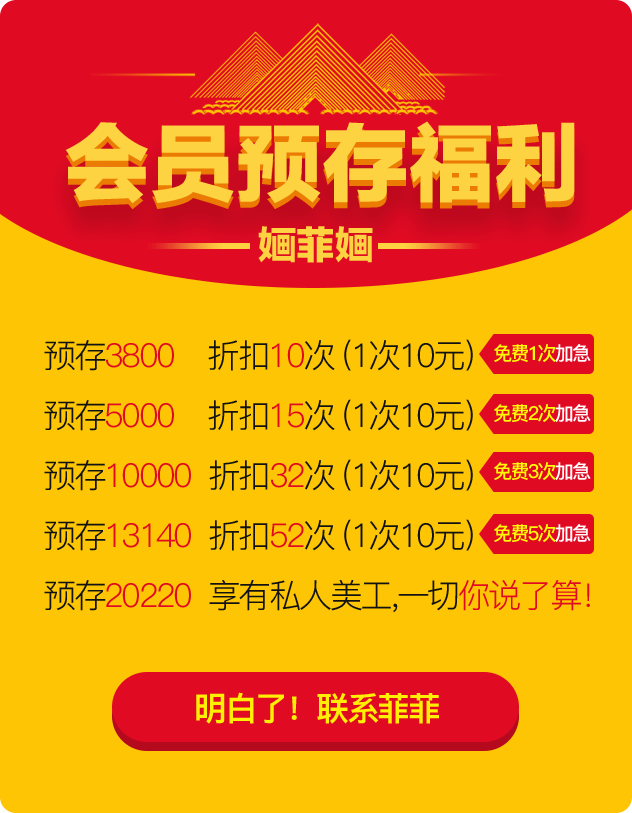 会员预存福利
婳菲婳
预存3800 折扣10次(1次10元) 免费1次加急
预存5000 折扣15次(1次10元) 免费2次加急
预存10000 折扣32次(1次10元) 免费3次加急
预存13140 折扣52次(1次10元) 免费5次加急
预存20220 享有私人美工,一切你说了算!
明白了！联系菲菲